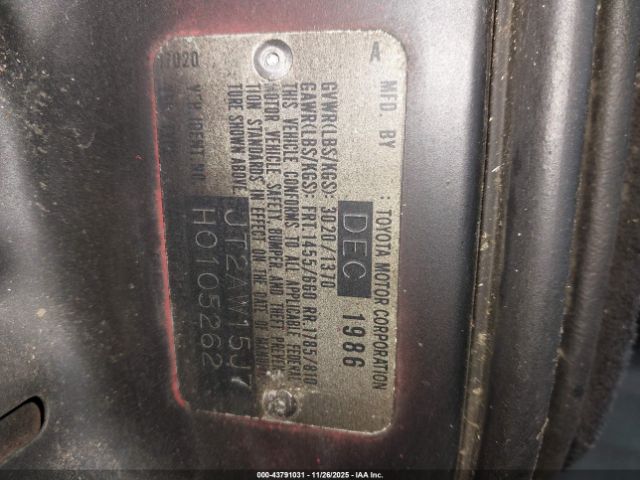 A MFD. BY : TOYOTA MOTOR CORPORATION
DEC 1986
GVWR(LBS/KGS): 3020/1370
GAWR(LBS/KGS): FR:1455/660 RR:1785/810
THIS VEHICLE CONFORMS TO ALL APPLICABLE FEDERAL
MOTOR VEHICLE SAFETY, BUMPER AND THEFT PREVEN-
TION STANDARDS IN EFFECT ON THE DATE OF MANUFAC-
TURE SHOWN ABOVE.
JT2AW15J7
H0105262
000-43791031 — 11/26/2025 — IAA Inc.